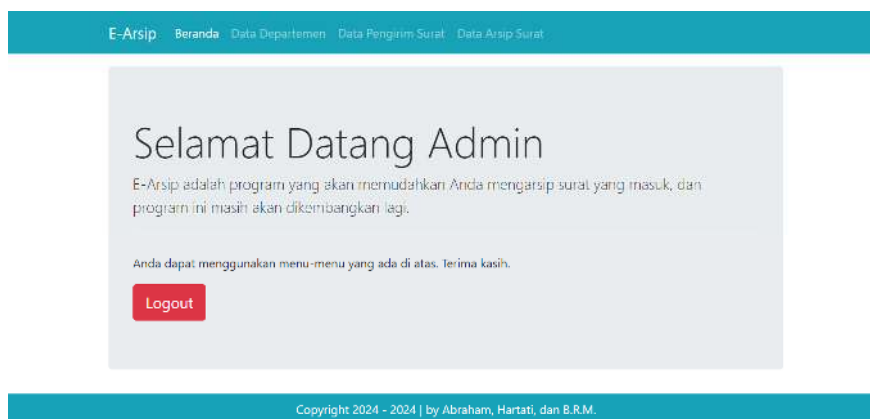 E-Arsip Beranda Data Departemen Data Pengirim Surat Data Arsip Surat
Selamat Datang Admin
E-Arsip adalah program yang akan memudahkan Anda mengarsip surat yang masuk, dan
program ini masih akan dikembangkan lagi.
Anda dapat menggunakan menu-menu yang ada di atas. Terima kasih.
Logout
Copyright 2024 - 2024 | by Abraham, Hartati, dan B.R.M.